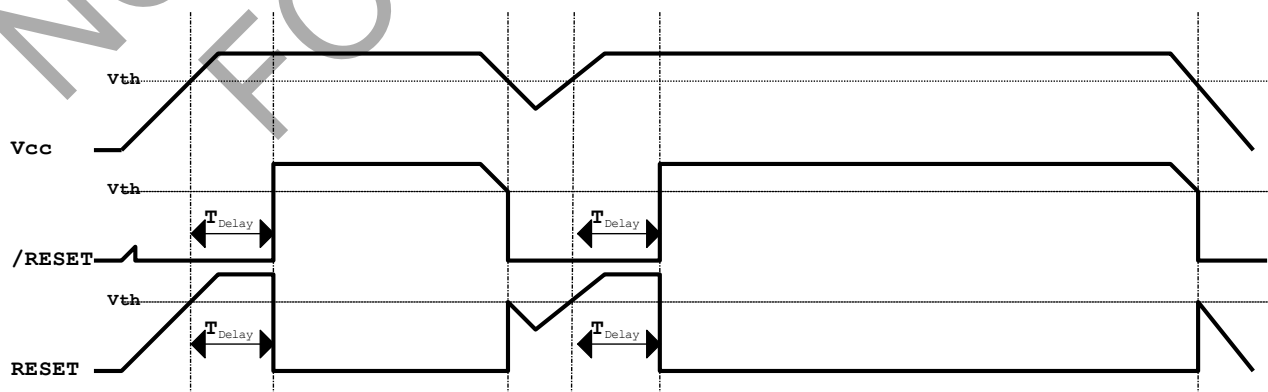 Vth
Vcc
Vth
TDelay TDelay
/RESET
Vth
TDelay TDelay
RESET